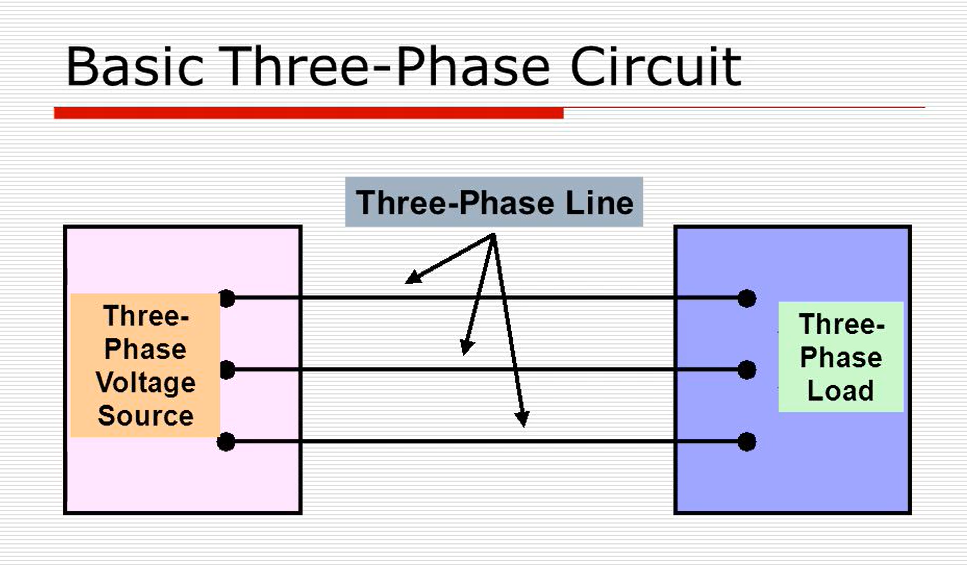 Basic Three-Phase Circuit
Three-Phase Line
Three-
Phase
Voltage
Source
Three-
Phase
Load